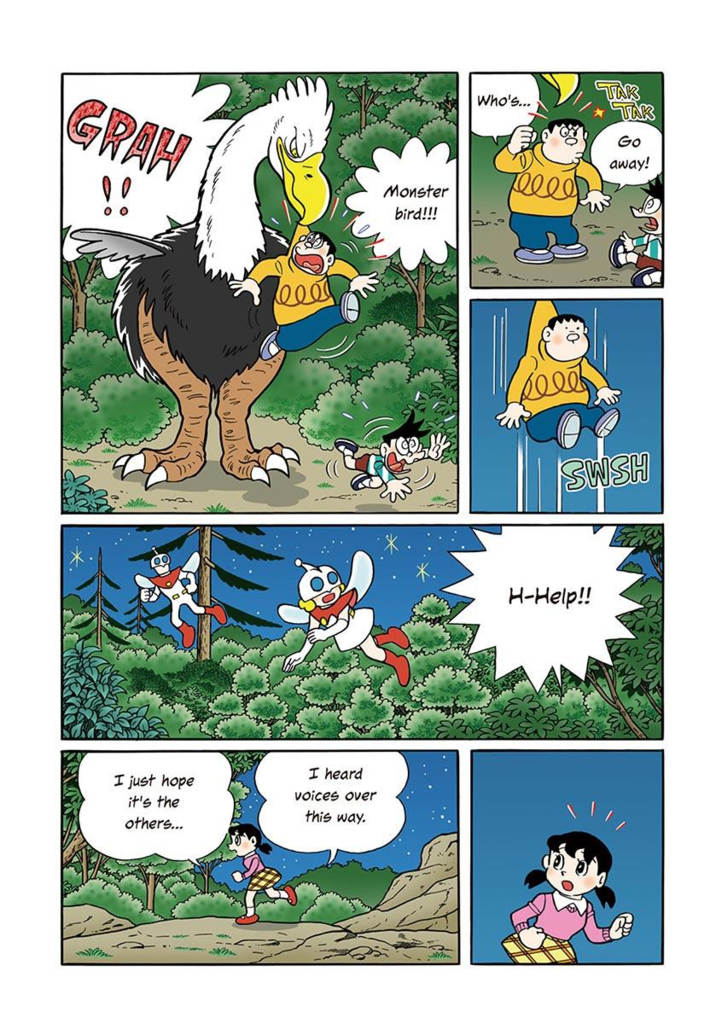 TAK
TAK
Go
away!
Who's...
SWSH
Monster
bird!!!
GRAH
!!
H-Help!!
I heard
voices over
this way.
I just hope
it's the
others...